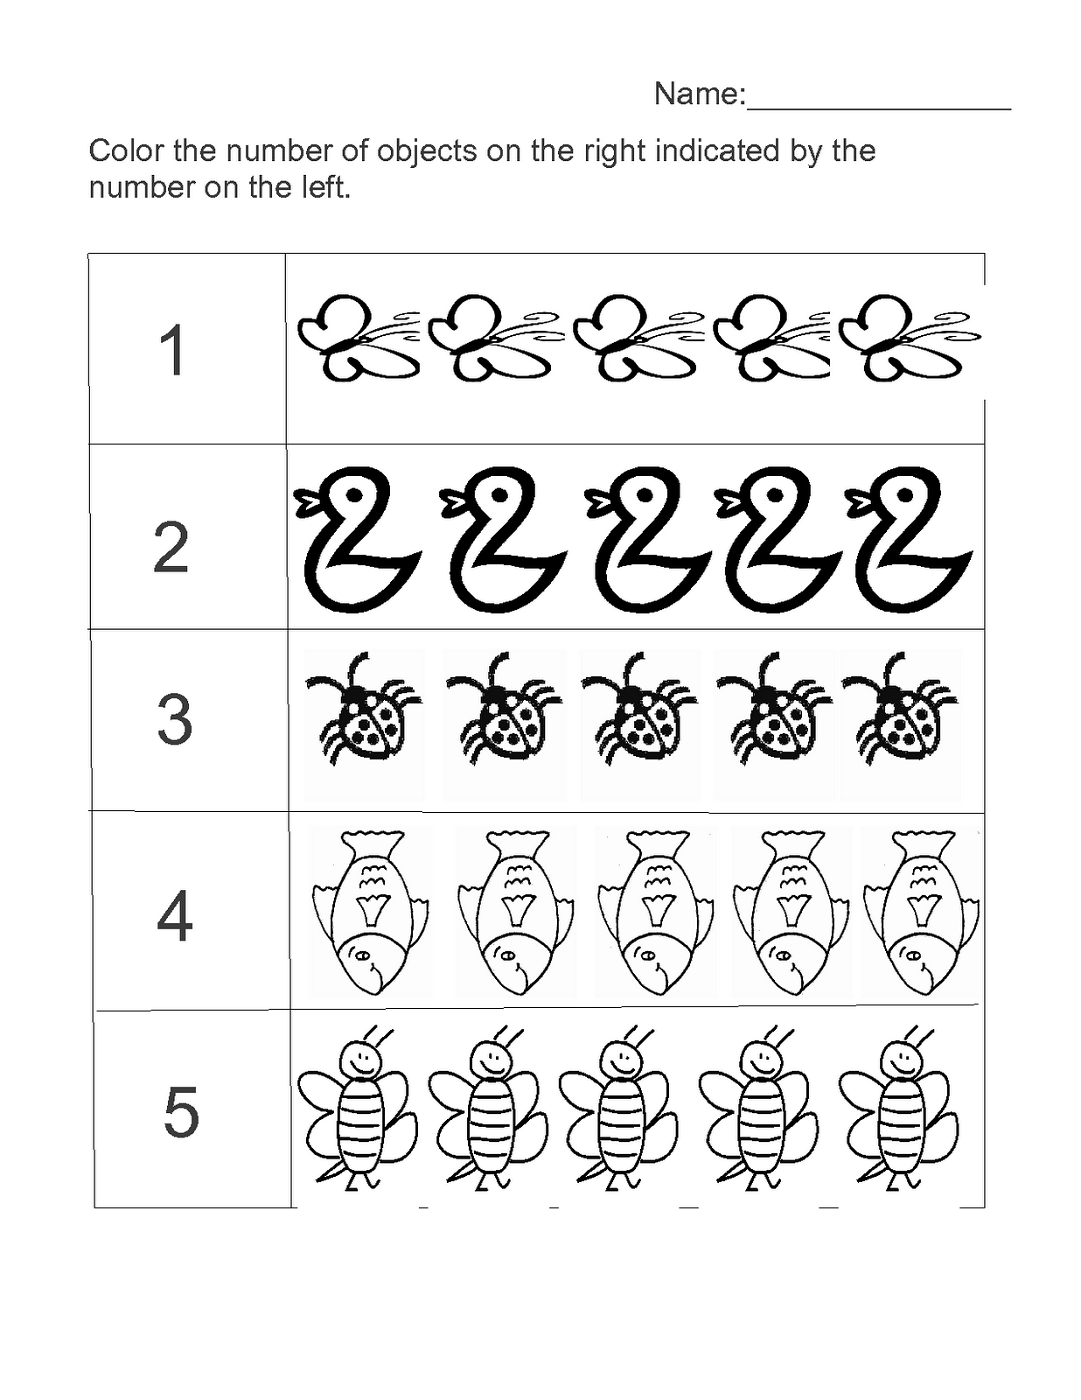 Name:___________________
Color the number of objects on the right indicated by the
number on the left.
1
2
3
4
5